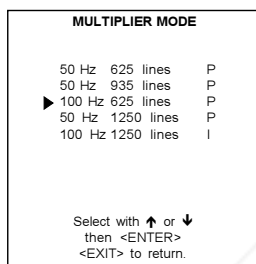 MULTIPLIER MODE
50 Hz 625 lines P
50 Hz 935 lines P
▶ 100 Hz 625 lines P
50 Hz 1250 lines P
100 Hz 1250 lines I
Select with ↑ or ↓
then <ENTER>
<EXIT> to return.